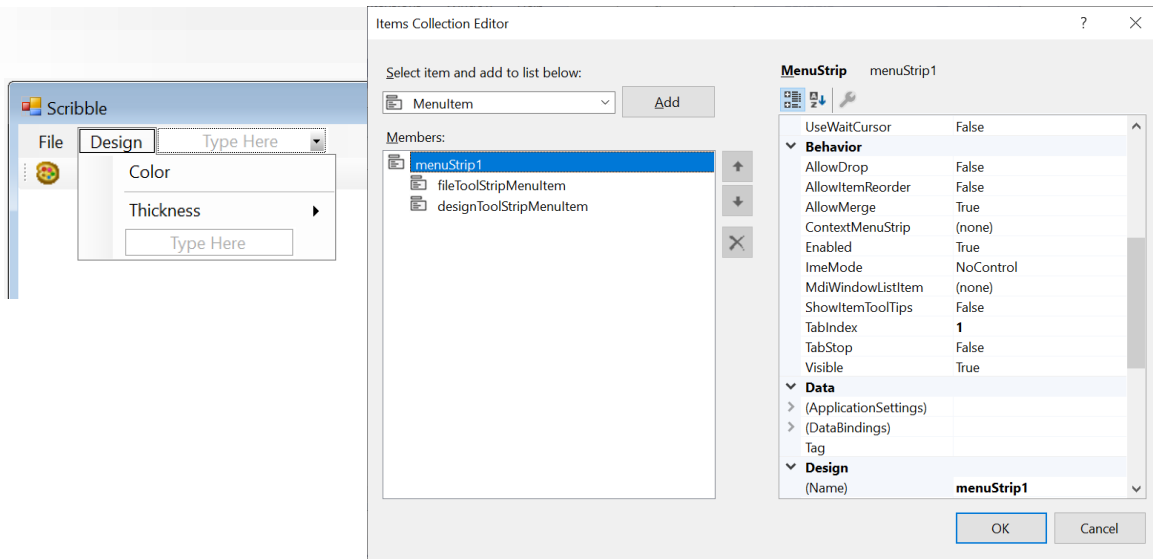 Scribble
File Design Type Here
Color
Thickness
Type Here
Items Collection Editor ?
Select item and add to list below:
MenuItem Add
Members:
menuStrip1
fileToolStripMenuItem
designToolStripMenuItem
MenuStrip menuStrip1
UseWaitCursor False
Behavior
AllowDrop False
AllowItemReorder False
AllowMerge True
ContextMenuStrip (none)
Enabled True
ImeMode NoControl
MdiWindowListItem (none)
ShowItemToolTips False
TabIndex 1
TabStop False
Visible True
Data
(ApplicationSettings)
(DataBindings)
Tag
Design
(Name) menuStrip1
OK Cancel